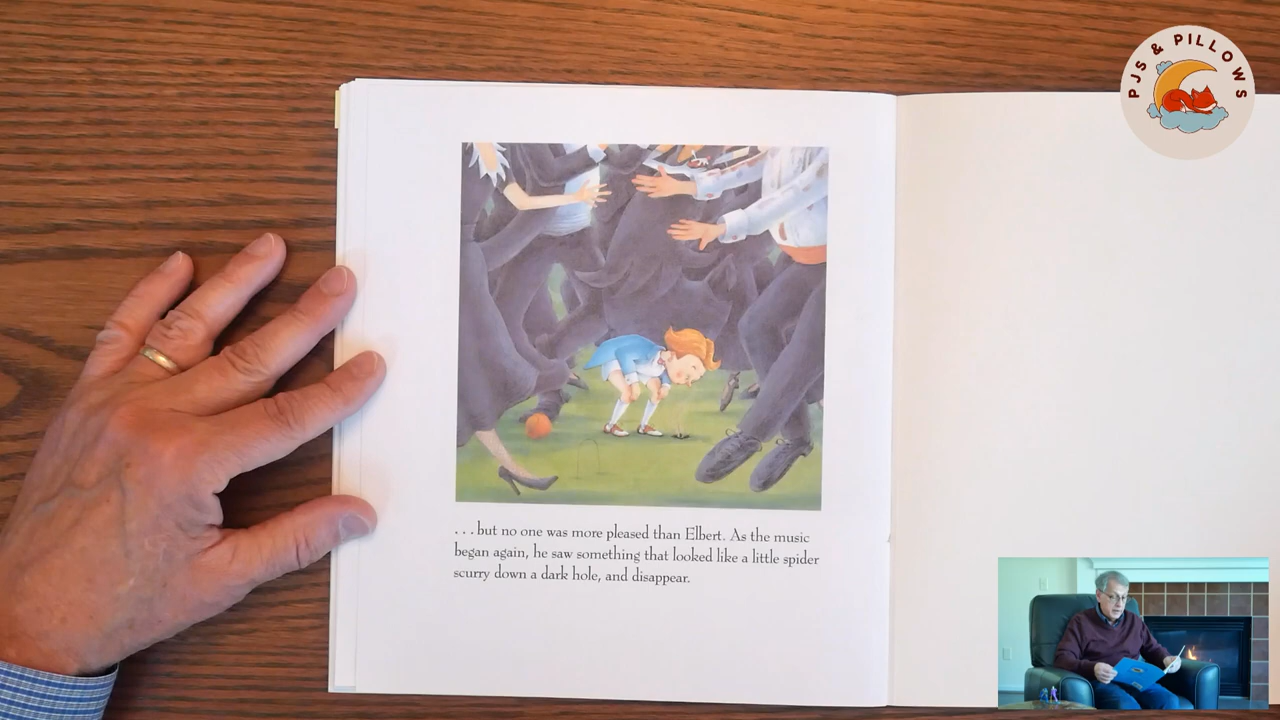 PJS & PILLOWS
. . . but no one was more pleased than Elbert. As the music
began again, he saw something that looked like a little spider
scurry down a dark hole, and disappear.